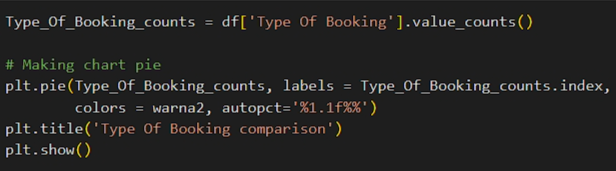 Type_Of_Booking_counts = df['Type Of Booking'].value_counts()
# Making chart pie
plt.pie(Type_Of_Booking_counts, labels = Type_Of_Booking_counts.index,
colors = warna2, autopct='%1.1f%%')
plt.title('Type Of Booking comparison')
plt.show()